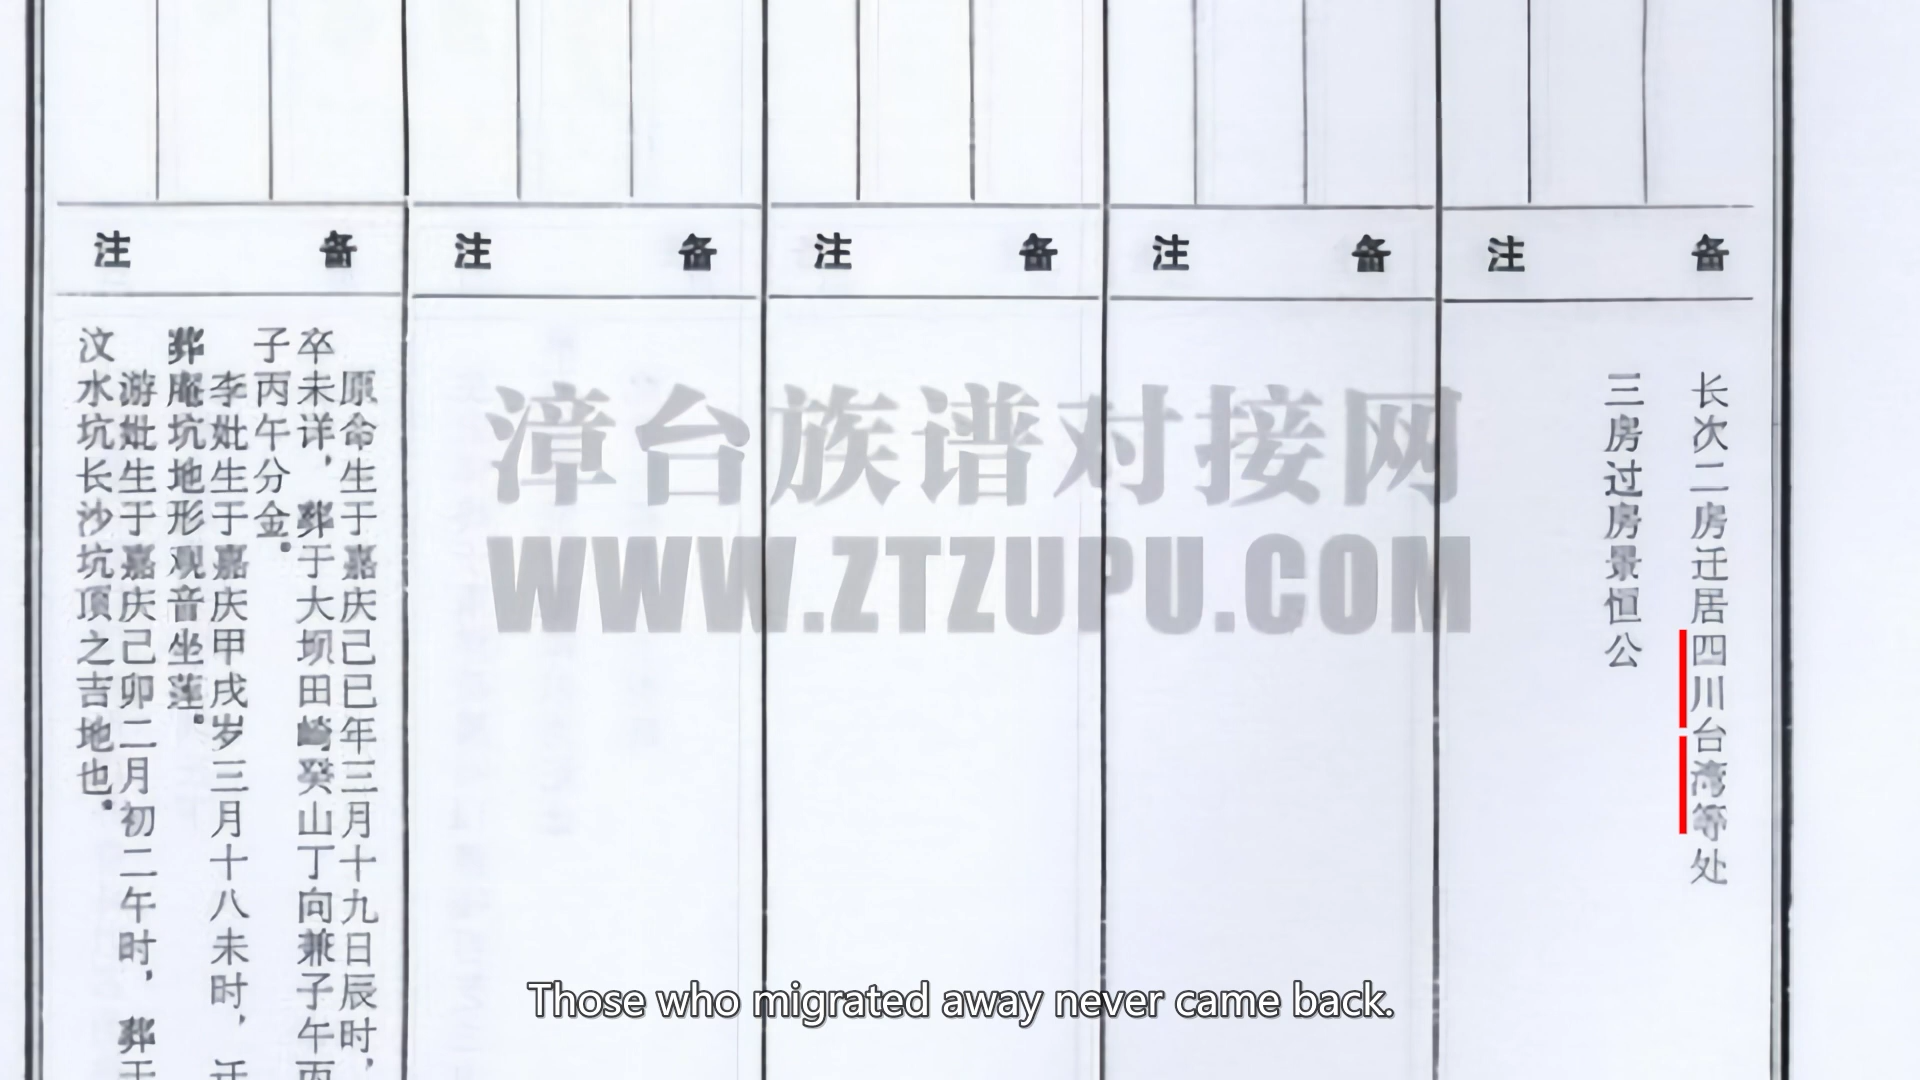 备注
长次二房迁居四川台湾等处
三房过房景恒公
备注
备注
备注
备注
原命生于嘉庆己巳年三月十九日辰时，
卒未详，葬于大坝田崎癸山丁向兼子午丙
子丙午分金。
李妣生于嘉庆甲戌岁三月十八未时，迁
葬庵坑地形观音坐莲。
游妣生于嘉庆己卯二月初二午时，葬于
汶水坑长沙坑顶之吉地也。
漳台族谱对接网
WWW.ZTZUPU.COM
Those who migrated away never came back.